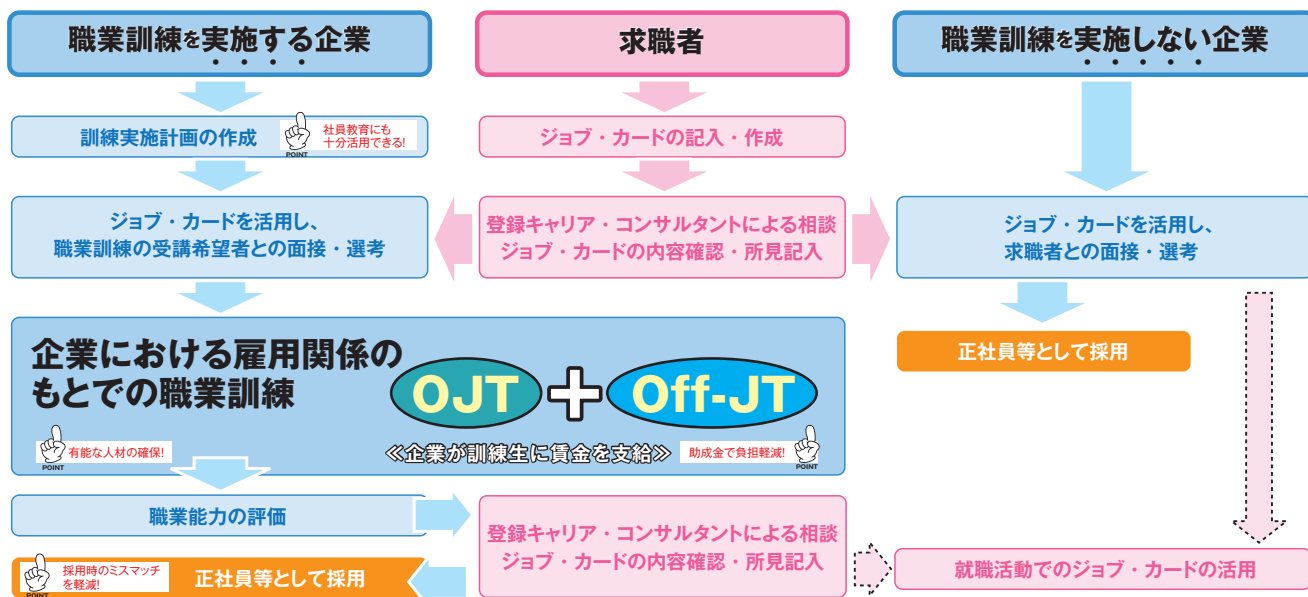 職業訓練を実施する企業
求職者
職業訓練を実施しない企業
訓練実施計画の作成
POINT
社員教育にも
十分活用できる!
ジョブ・カードの記入・作成
ジョブ・カードを活用し、
職業訓練の受講希望者との面接・選考
登録キャリア・コンサルタントによる相談
ジョブ・カードの内容確認・所見記入
ジョブ・カードを活用し、
求職者との面接・選考
企業における雇用関係の
もとでの職業訓練
OJT + Off-JT
POINT
有能な人材の確保!
≪企業が訓練生に賃金を支給≫
助成金で負担軽減!
POINT
正社員等として採用
職業能力の評価
登録キャリア・コンサルタントによる相談
ジョブ・カードの内容確認・所見記入
POINT
採用時のミスマッチ
を軽減!
正社員等として採用
就職活動でのジョブ・カードの活用